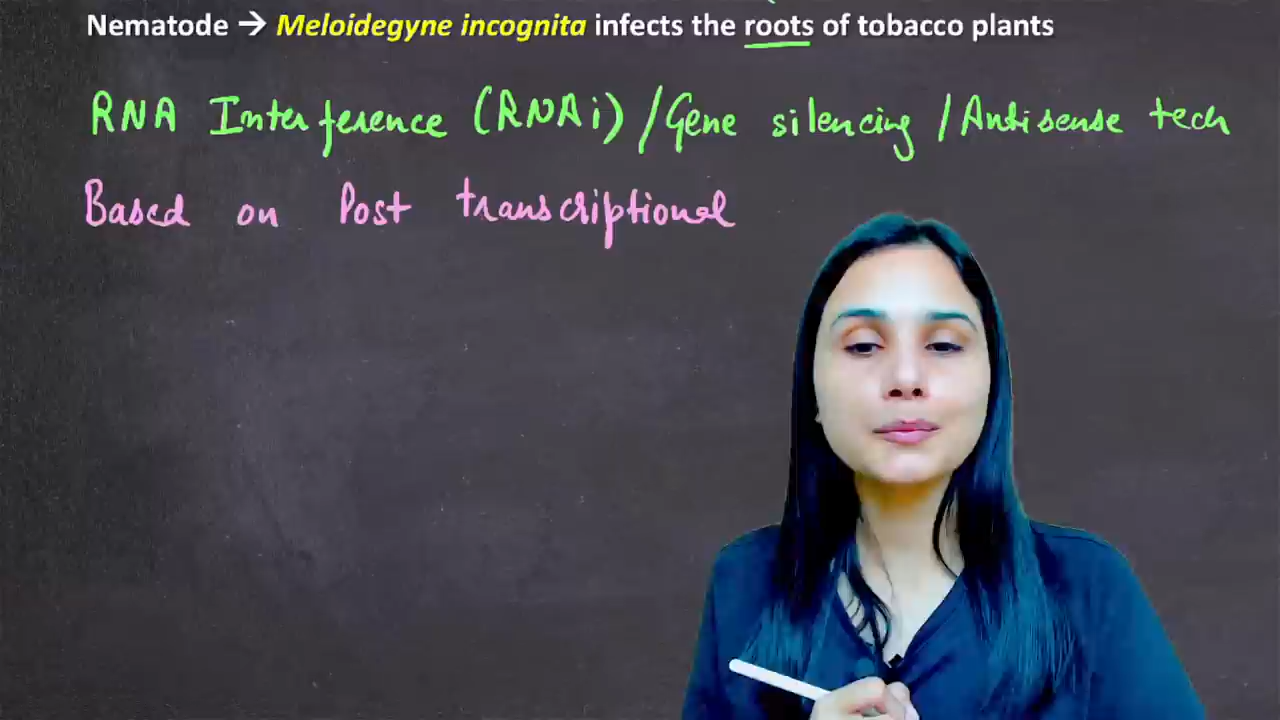 Nematode → Meloidegyne incognita infects the roots of tobacco plants
RNA Interference (RNAi) / Gene silencing / Antisense tech
Based on Post transcriptional